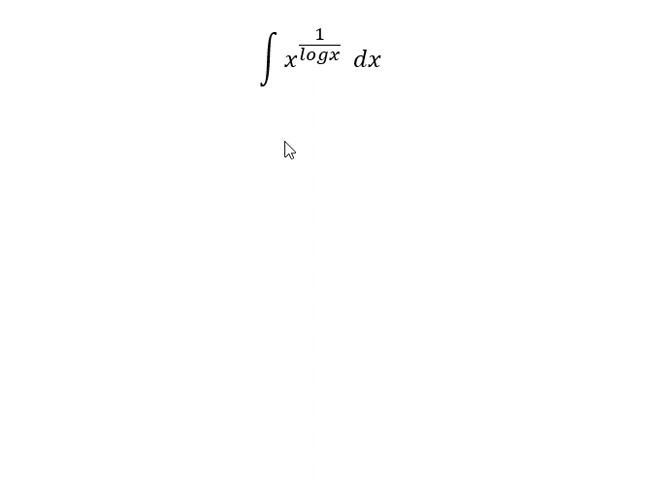 ∫ x^(1/logx) dx